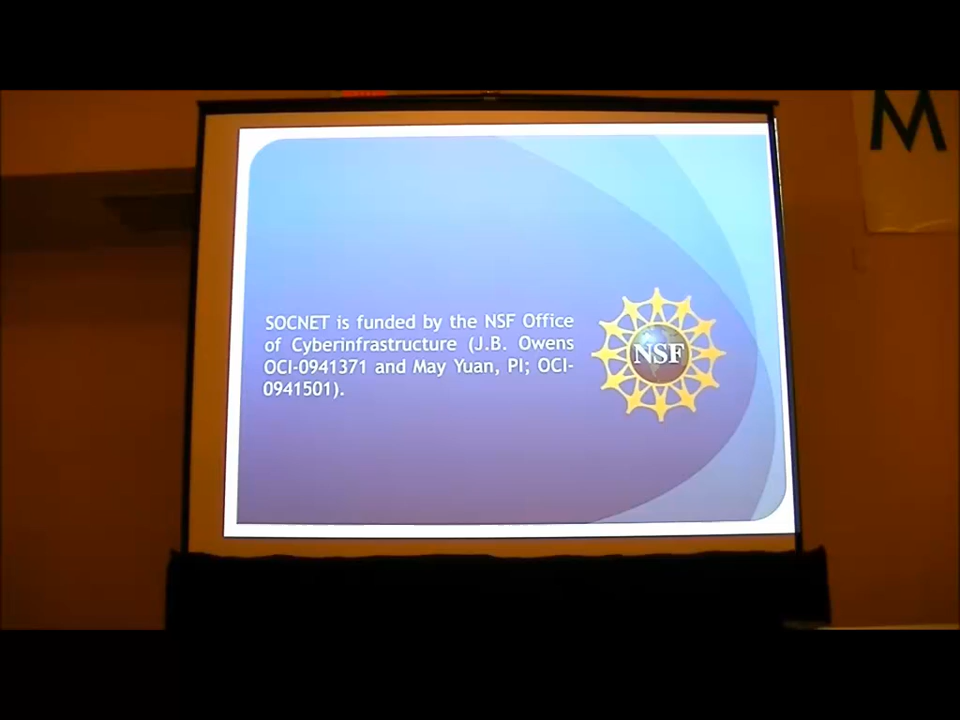 M
SOCNET is funded by the NSF Office
of Cyberinfrastructure (J.B. Owens
OCI-0941371 and May Yuan, PI; OCI-
0941501).
NSF